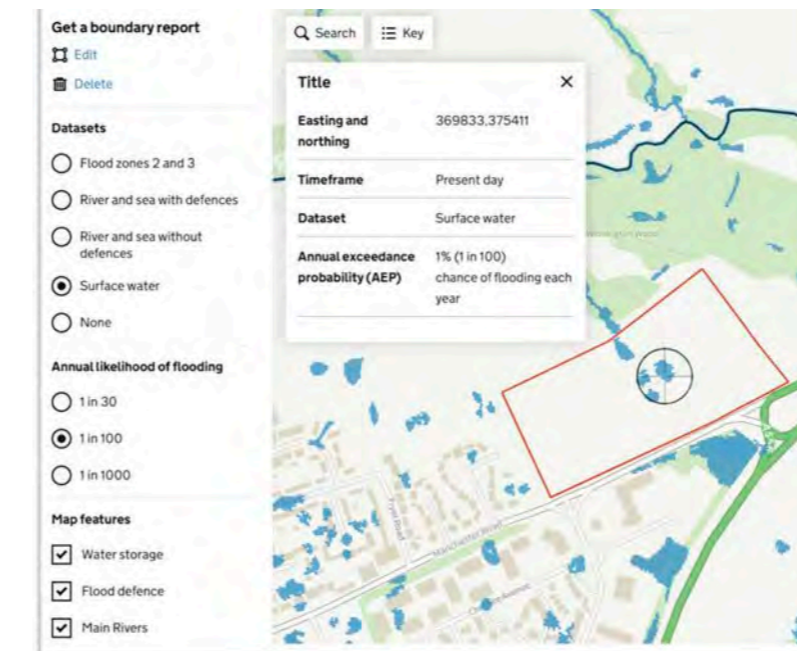 Get a boundary report
Edit
Delete
Datasets
Flood zones 2 and 3
River and sea with defences
River and sea without
defences
Surface water
None
Annual likelihood of flooding
1 in 30
1 in 100
1 in 1000
Map features
Water storage
Flood defence
Main Rivers
Search
Key
Title
Easting and
northing
369833,375411
Timeframe
Present day
Dataset
Surface water
Annual exceedance
probability (AEP)
1% (1 in 100)
chance of flooding each
year
Manchester Road